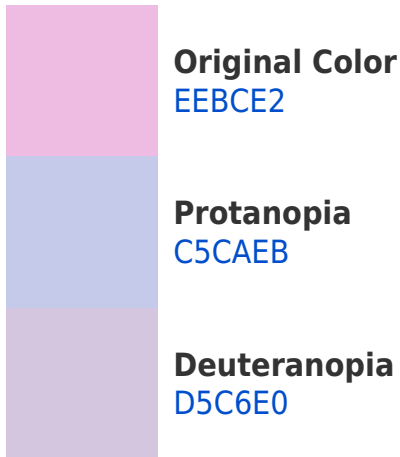 Original Color
EEBCE2
Protanopia
C5CAEB
Deuteranopia
D5C6E0